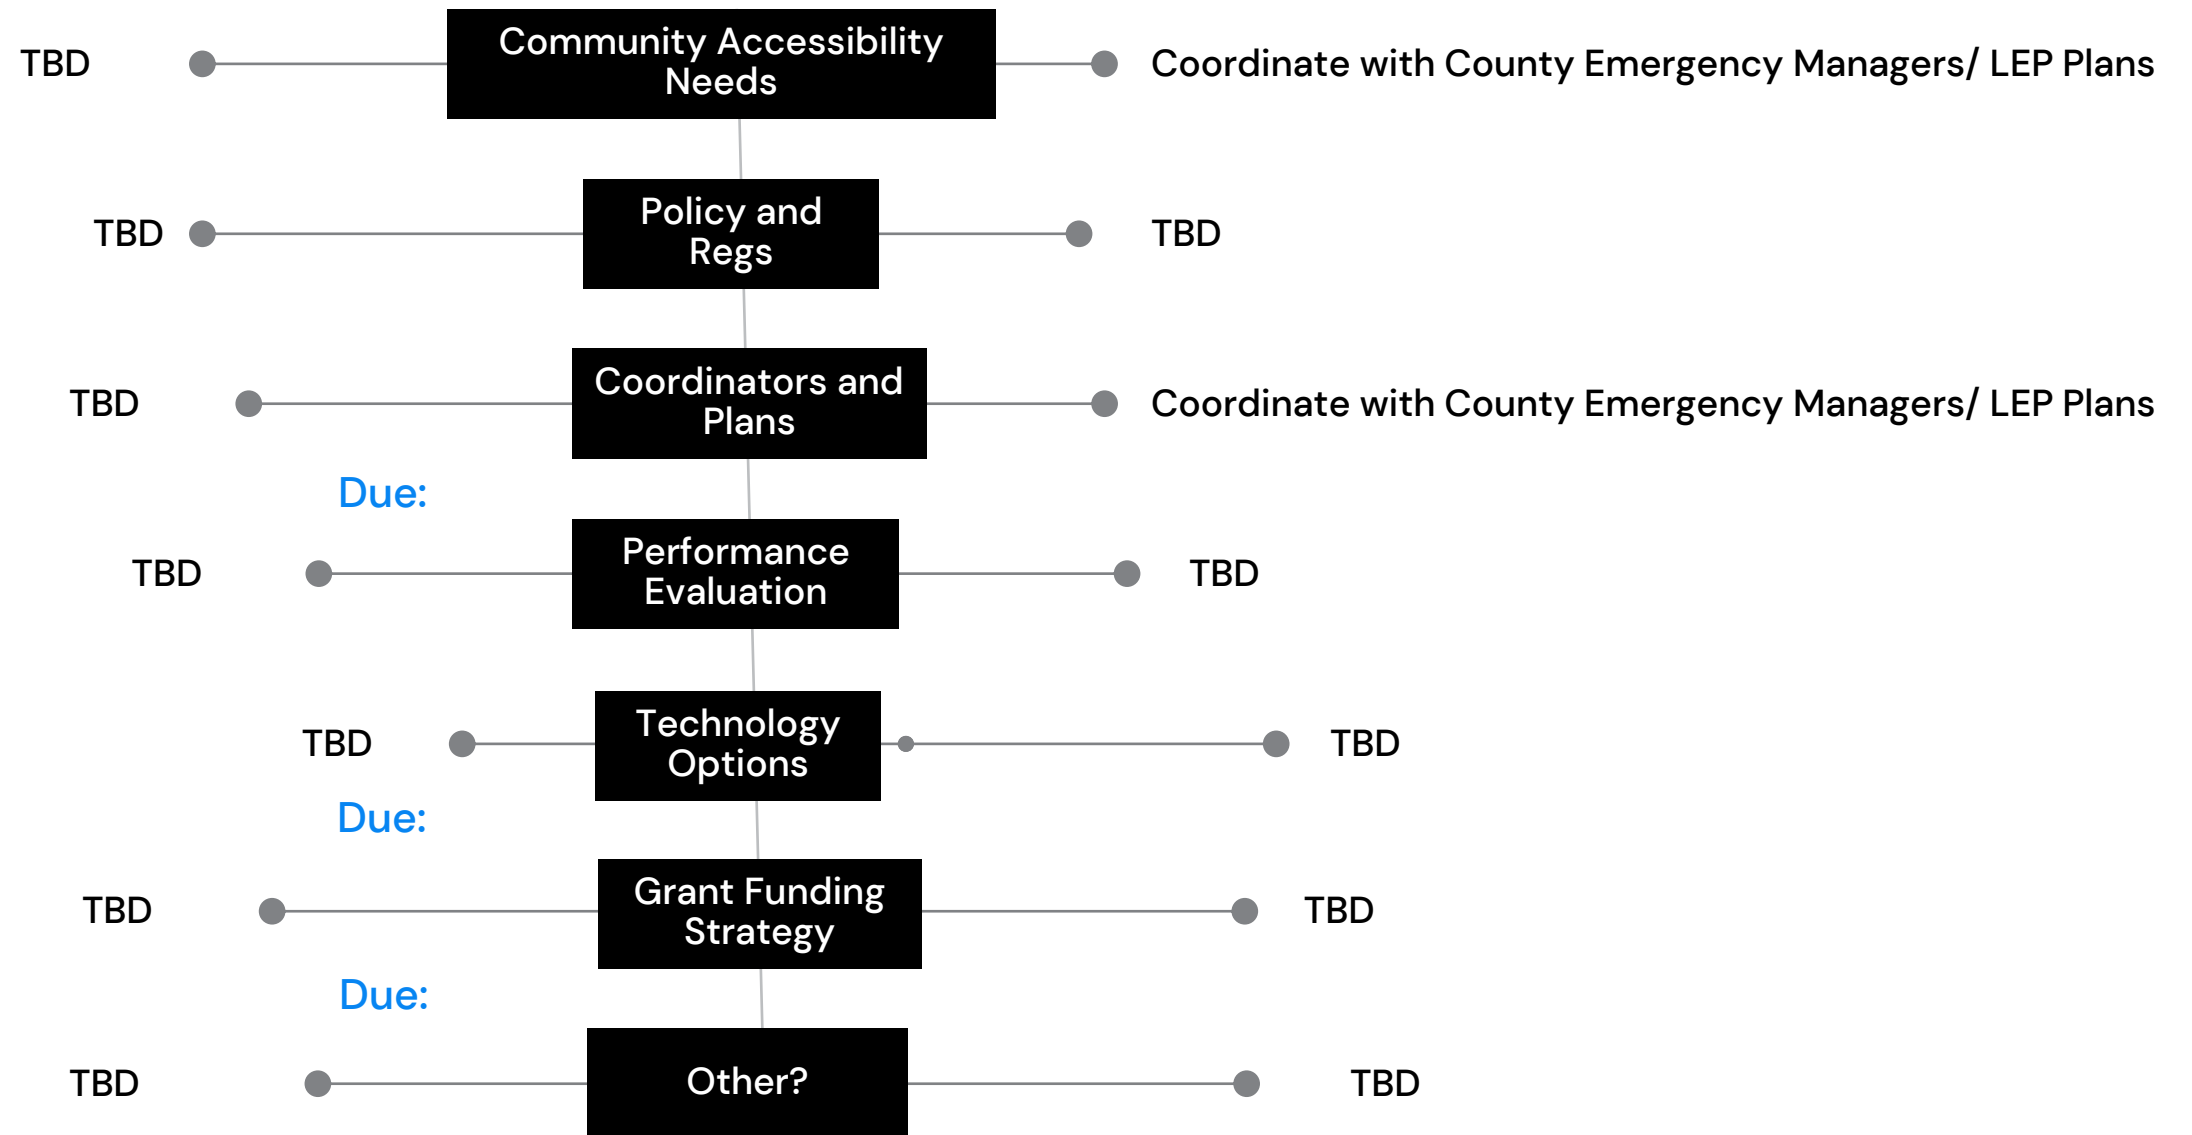 TBD
Community Accessibility
Needs
Coordinate with County Emergency Managers/ LEP Plans
TBD
Policy and
Regs
TBD
TBD
Coordinators and
Plans
Coordinate with County Emergency Managers/ LEP Plans
Due:
TBD
Performance
Evaluation
TBD
TBD
Technology
Options
TBD
Due:
TBD
Grant Funding
Strategy
TBD
Due:
TBD
Other?
TBD